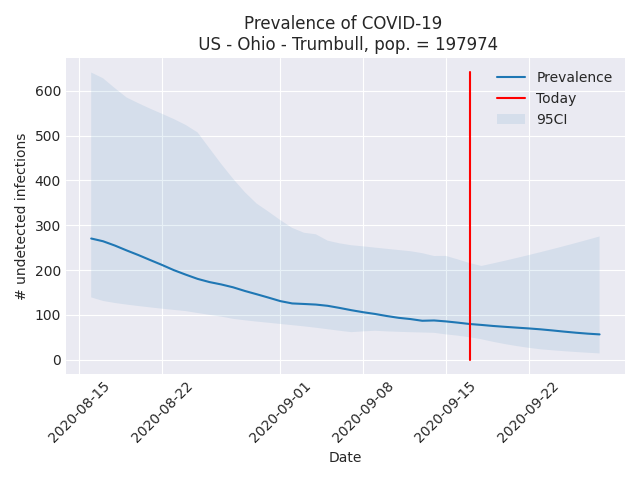 Prevalence of COVID-19
US - Ohio - Trumbull, pop. = 197974
Prevalence
Today
95CI
# undetected infections
600
500
400
300
200
100
0
2020-08-15
2020-08-22
2020-09-01
2020-09-08
2020-09-15
2020-09-22
Date